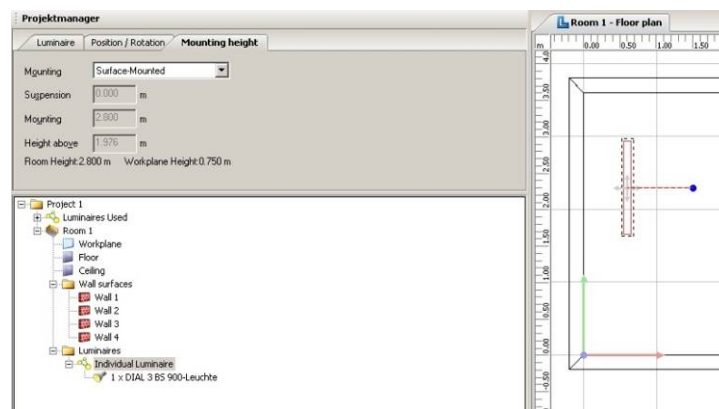 Projektmanager
Luminaire Position / Rotation Mounting height
Mounting Surface-Mounted
Suspension 0.000 m
Mounting 2.800 m
Height above 1.976 m
Room Height:2.800 m Workplane Height:0.750 m
Project 1
Luminaires Used
Room 1
Workplane
Floor
Ceiling
Wall surfaces
Wall 1
Wall 2
Wall 3
Wall 4
Luminaires
Individual Luminaire
1 x DIAL 3 BS 900-Leuchte
Room 1 - Floor plan
m 0.00 0.50 1.00 1.50
4.0
3.50
3.00
2.50
2.00
1.50
1.00
0.50
0.00
-0.50